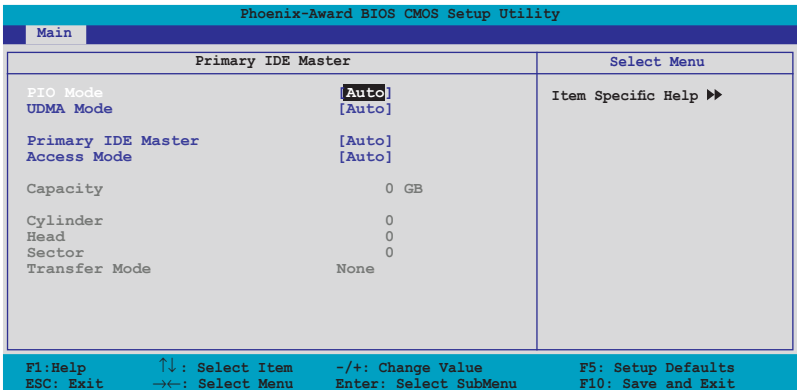 Phoenix-Award BIOS CMOS Setup Utility
Main
Primary IDE Master Select Menu
PIO Mode [Auto] Item Specific Help ▶▶
UDMA Mode [Auto]
Primary IDE Master [Auto]
Access Mode [Auto]
Capacity 0 GB
Cylinder 0
Head 0
Sector 0
Transfer Mode None
F1:Help ↑↓: Select Item -/+: Change Value F5: Setup Defaults
ESC: Exit →←: Select Menu Enter: Select SubMenu F10: Save and Exit